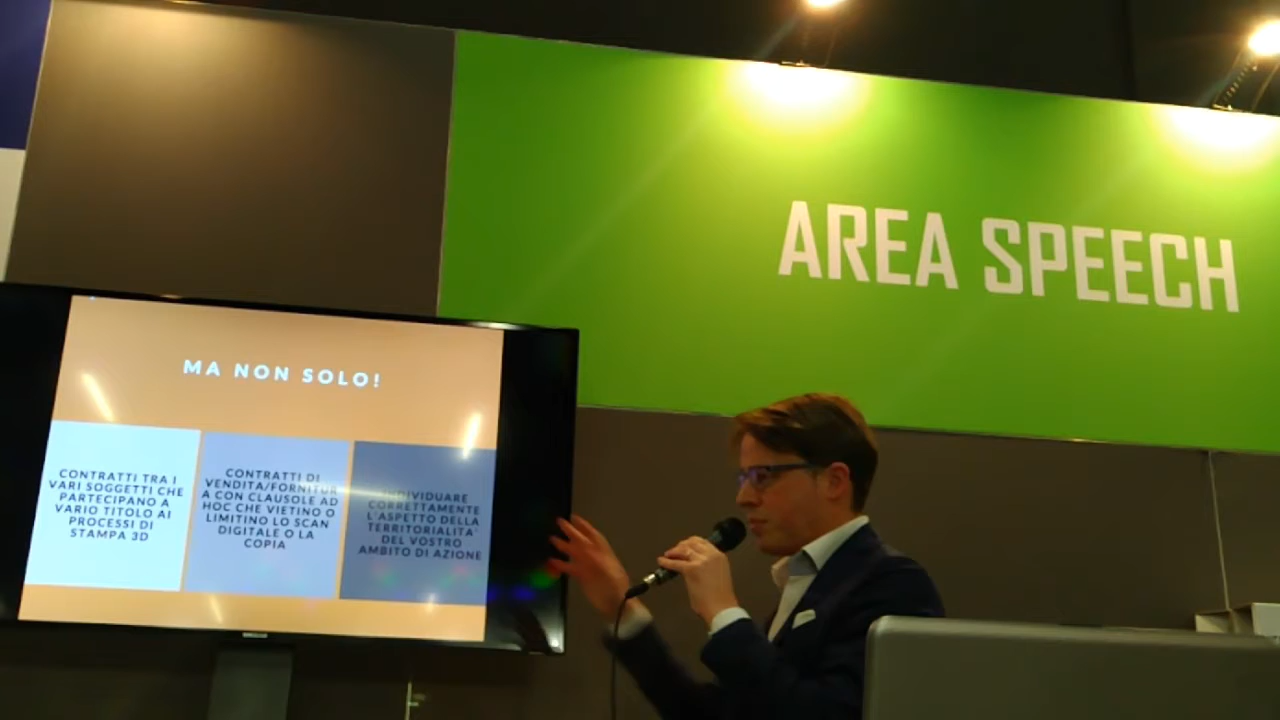 AREA SPEECH
MA NON SOLO!
CONTRATTI TRA I
VARI SOGGETTI CHE
PARTECIPANO A
VARIO TITOLO AI
PROCESSI DI
STAMPA 3D
CONTRATTI DI
VENDITA/FORNITUR
A CON CLAUSOLE AD
HOC CHE VIETINO O
LIMITINO LO SCAN
DIGITALE O LA
COPIA
INDIVIDUARE
CORRETTAMENTE
L'ASPETTO DELLA
TERRITORIALITA'
DEL VOSTRO
AMBITO DI AZIONE